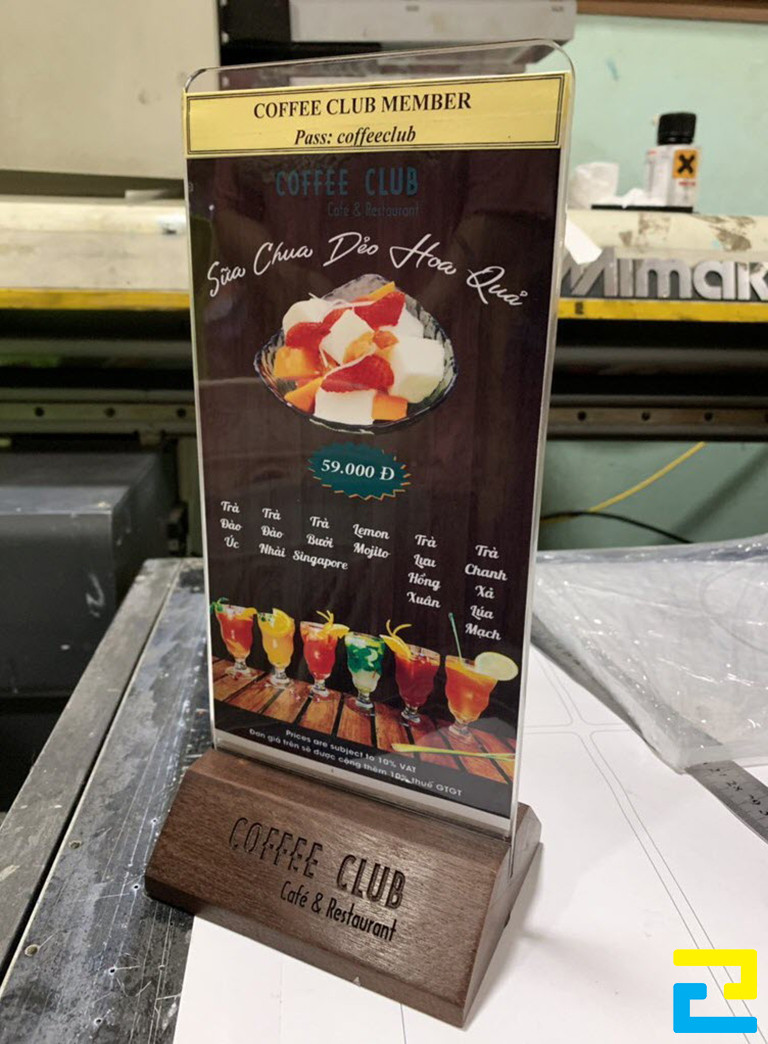 COFFEE CLUB MEMBER
Pass: coffeeclub
COFFEE CLUB
Café & Restaurant
Sữa Chua Dẻo Hoa Quả
59.000 Đ
Trà
Đào
Úc
Trà
Đào
Nhài
Trà
Bưởi
Singapore
Lemon
Mojito
Trà
Lựu
Hồng
Xuân
Trà
Chanh
Xả
Lúa
Mạch
Prices are subject to 10% VAT
Đơn giá trên sẽ được cộng thêm 10% thuế GTGT
COFFEE CLUB
Café & Restaurant
Mimak